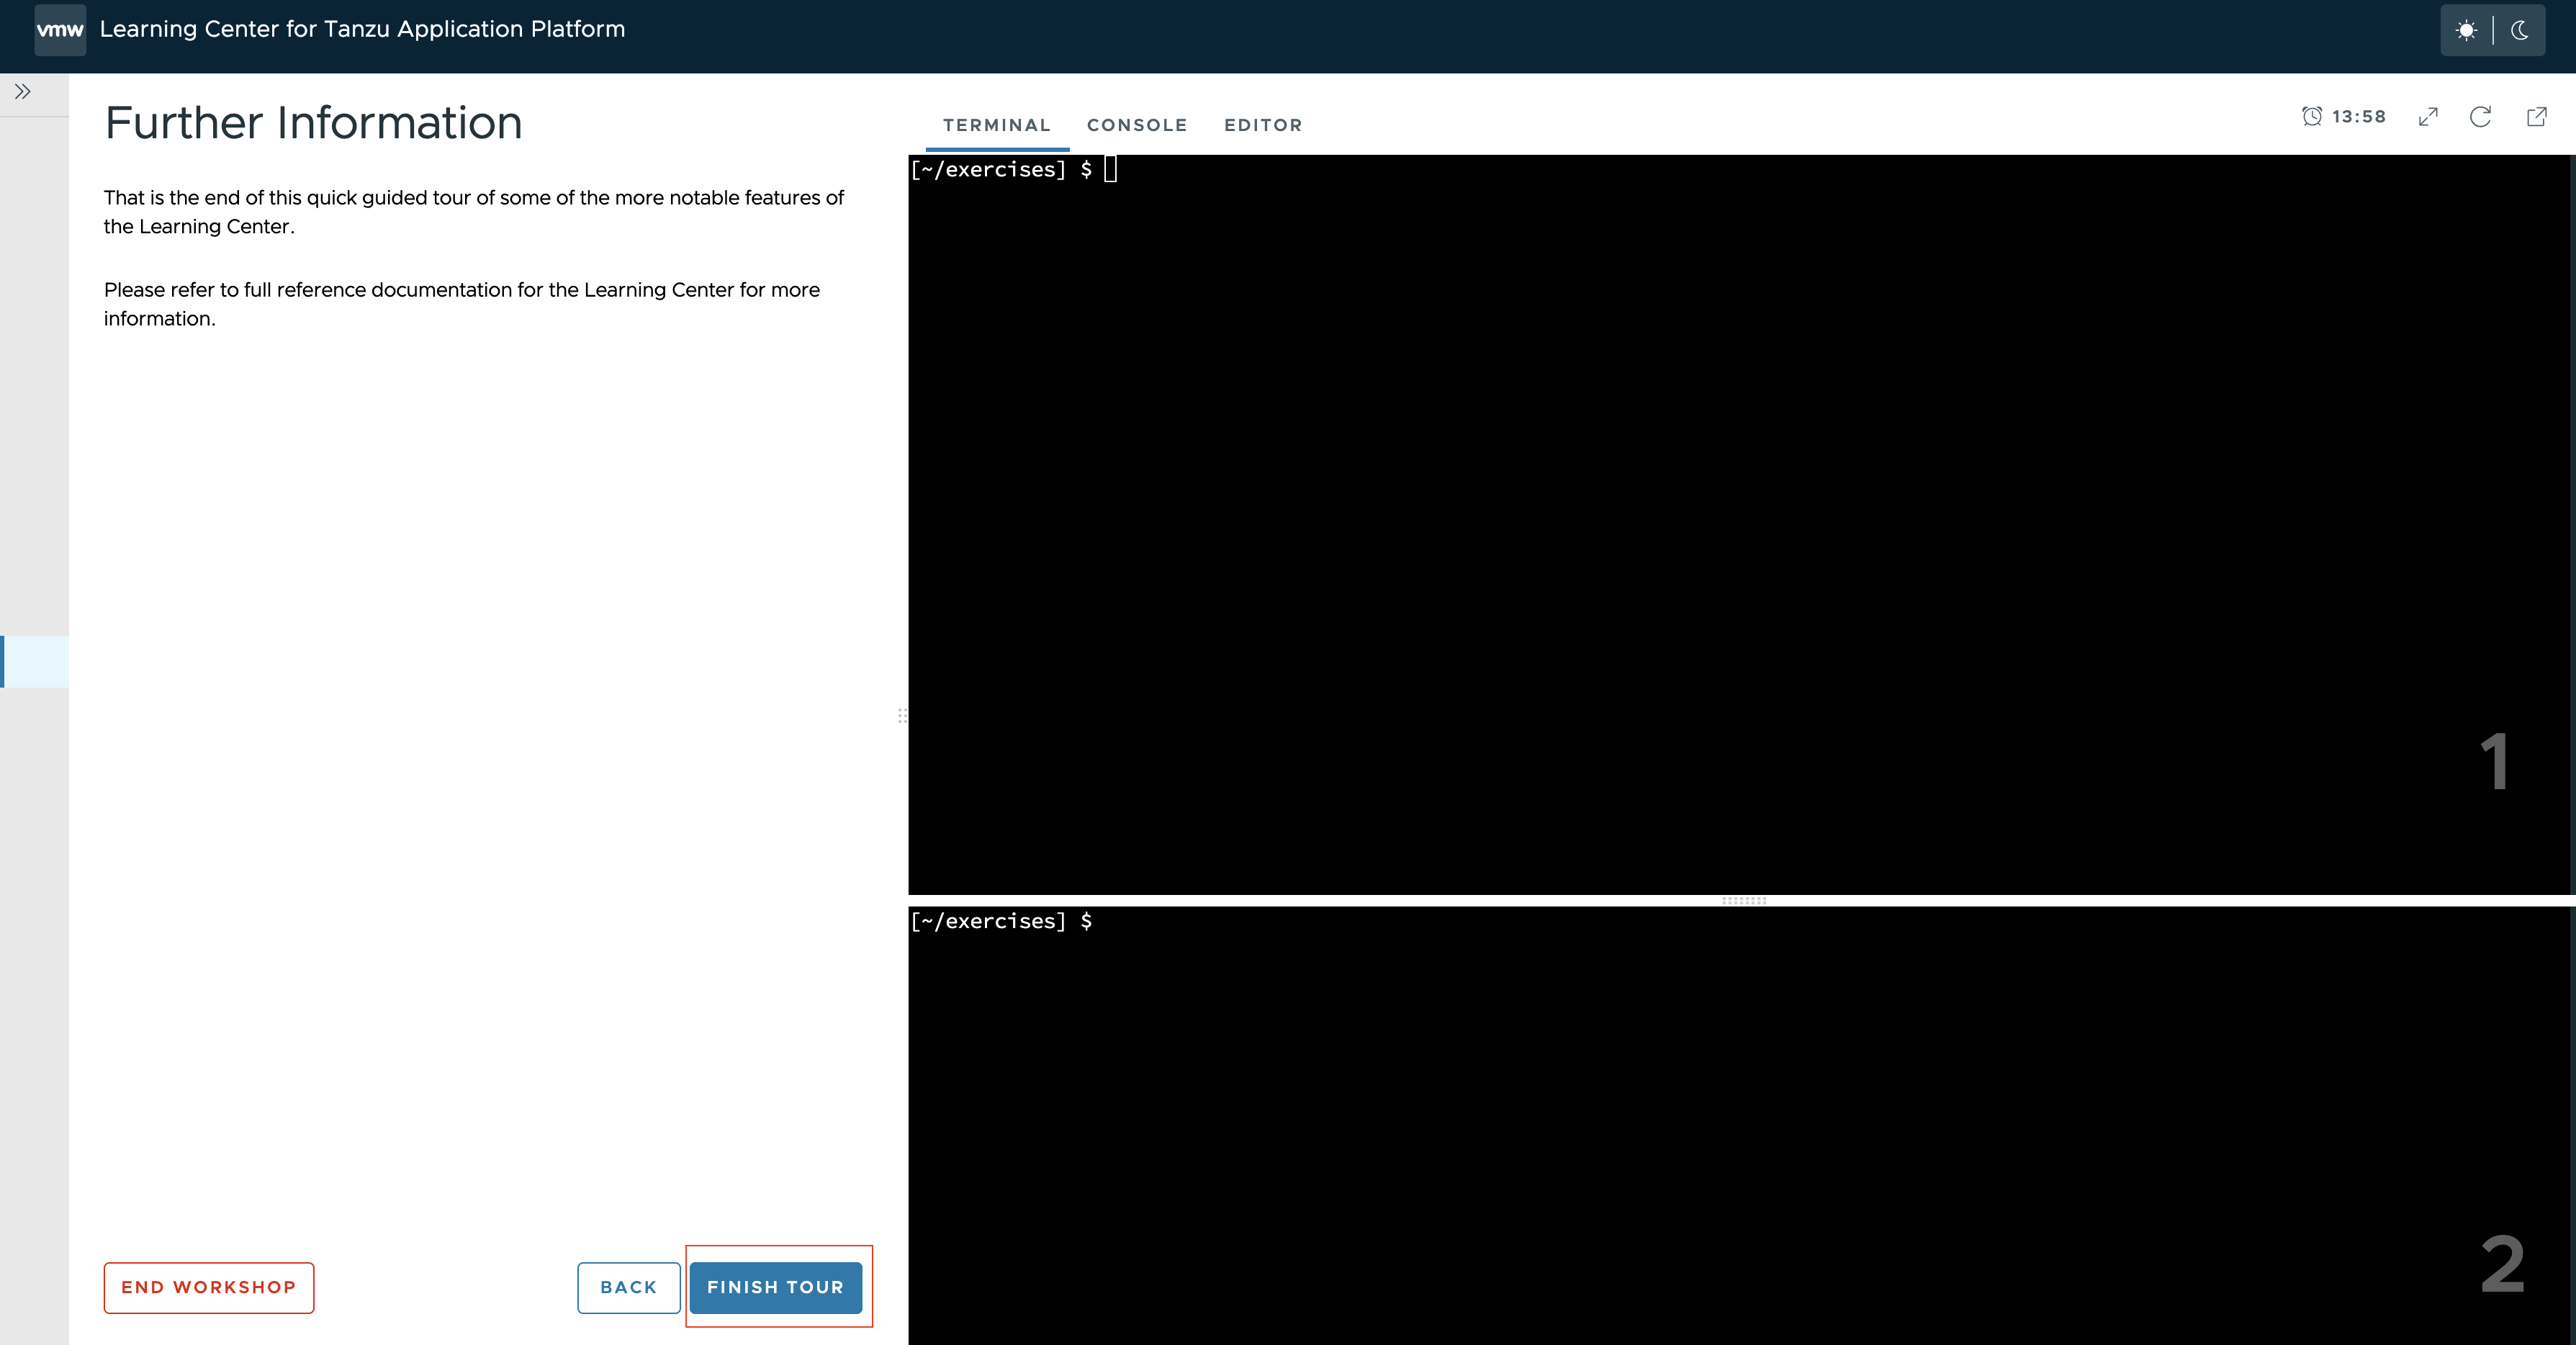 vmw Learning Center for Tanzu Application Platform
Further Information
That is the end of this quick guided tour of some of the more notable features of
the Learning Center.
Please refer to full reference documentation for the Learning Center for more
information.
END WORKSHOP
BACK
FINISH TOUR
TERMINAL CONSOLE EDITOR
13:58
[~/exercises] $
1
[~/exercises] $
2